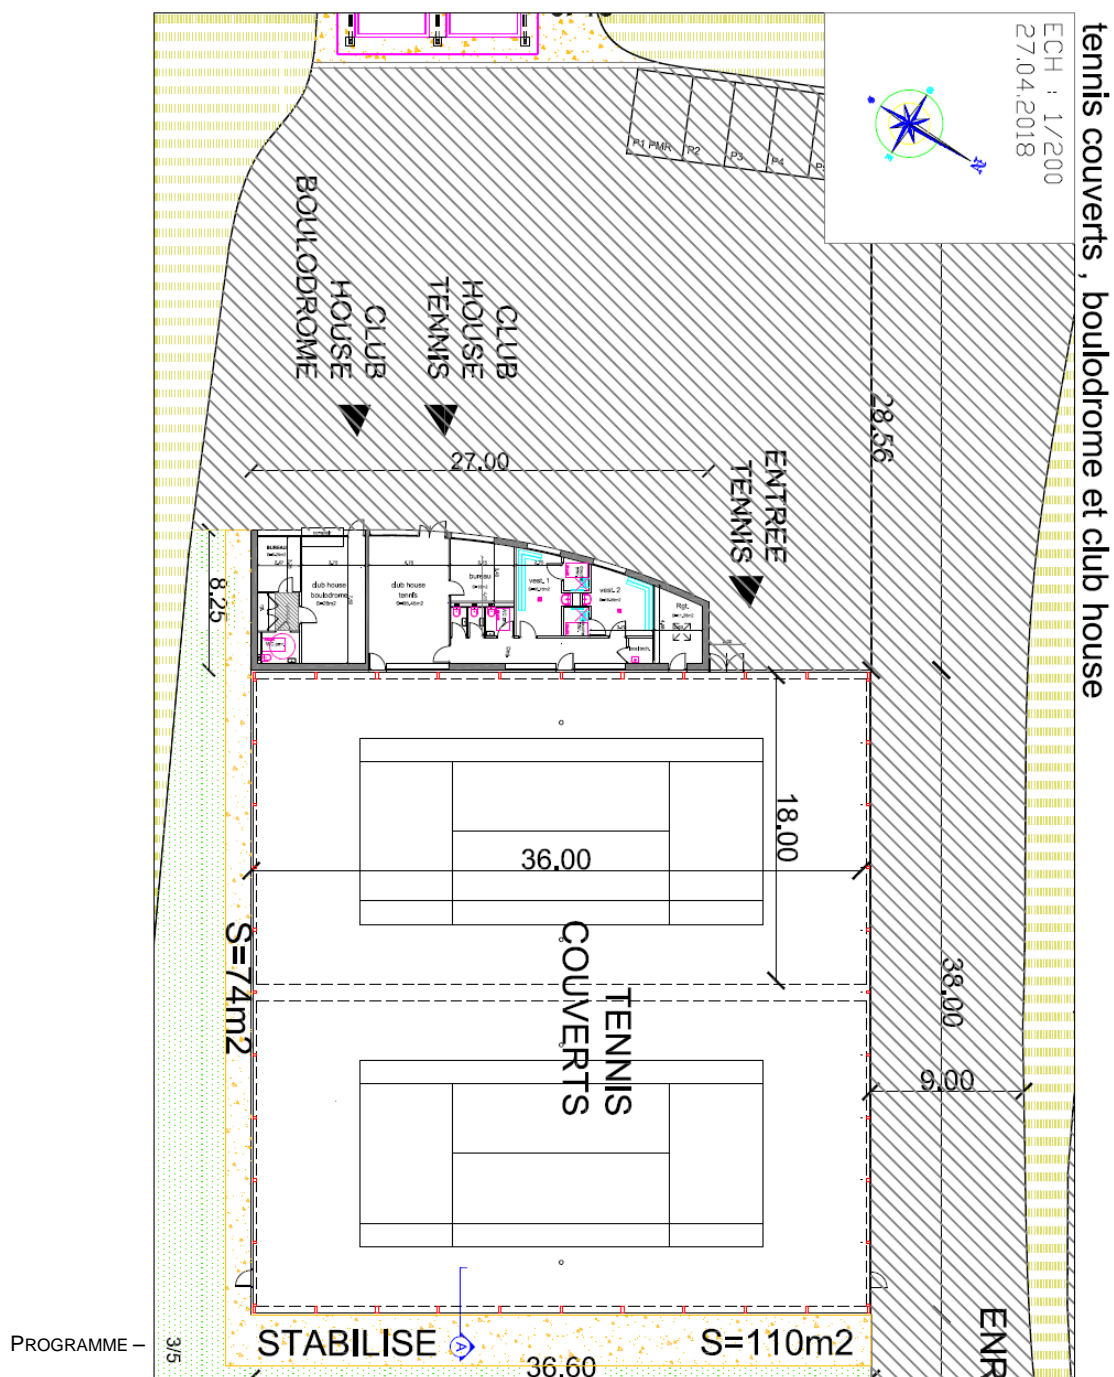 tennis couverts , boulodrome et club house
ECH : 1/200
27.04.2018
P1 PMR
P2
P3
P4
CLUB
HOUSE
BOULODROME
CLUB
HOUSE
TENNIS
ENTREE
TENNIS
28.56
27.00
8.25
BUREAU
club house
boulodrome
club house
tennis
bureau
vest. 1
vest. 2
Rgt.
18.00
36.00
TENNIS
COUVERTS
S=74m2
38.00
9.00
STABILISE
S=110m2
36.60
ENR
PROGRAMME –
3/5